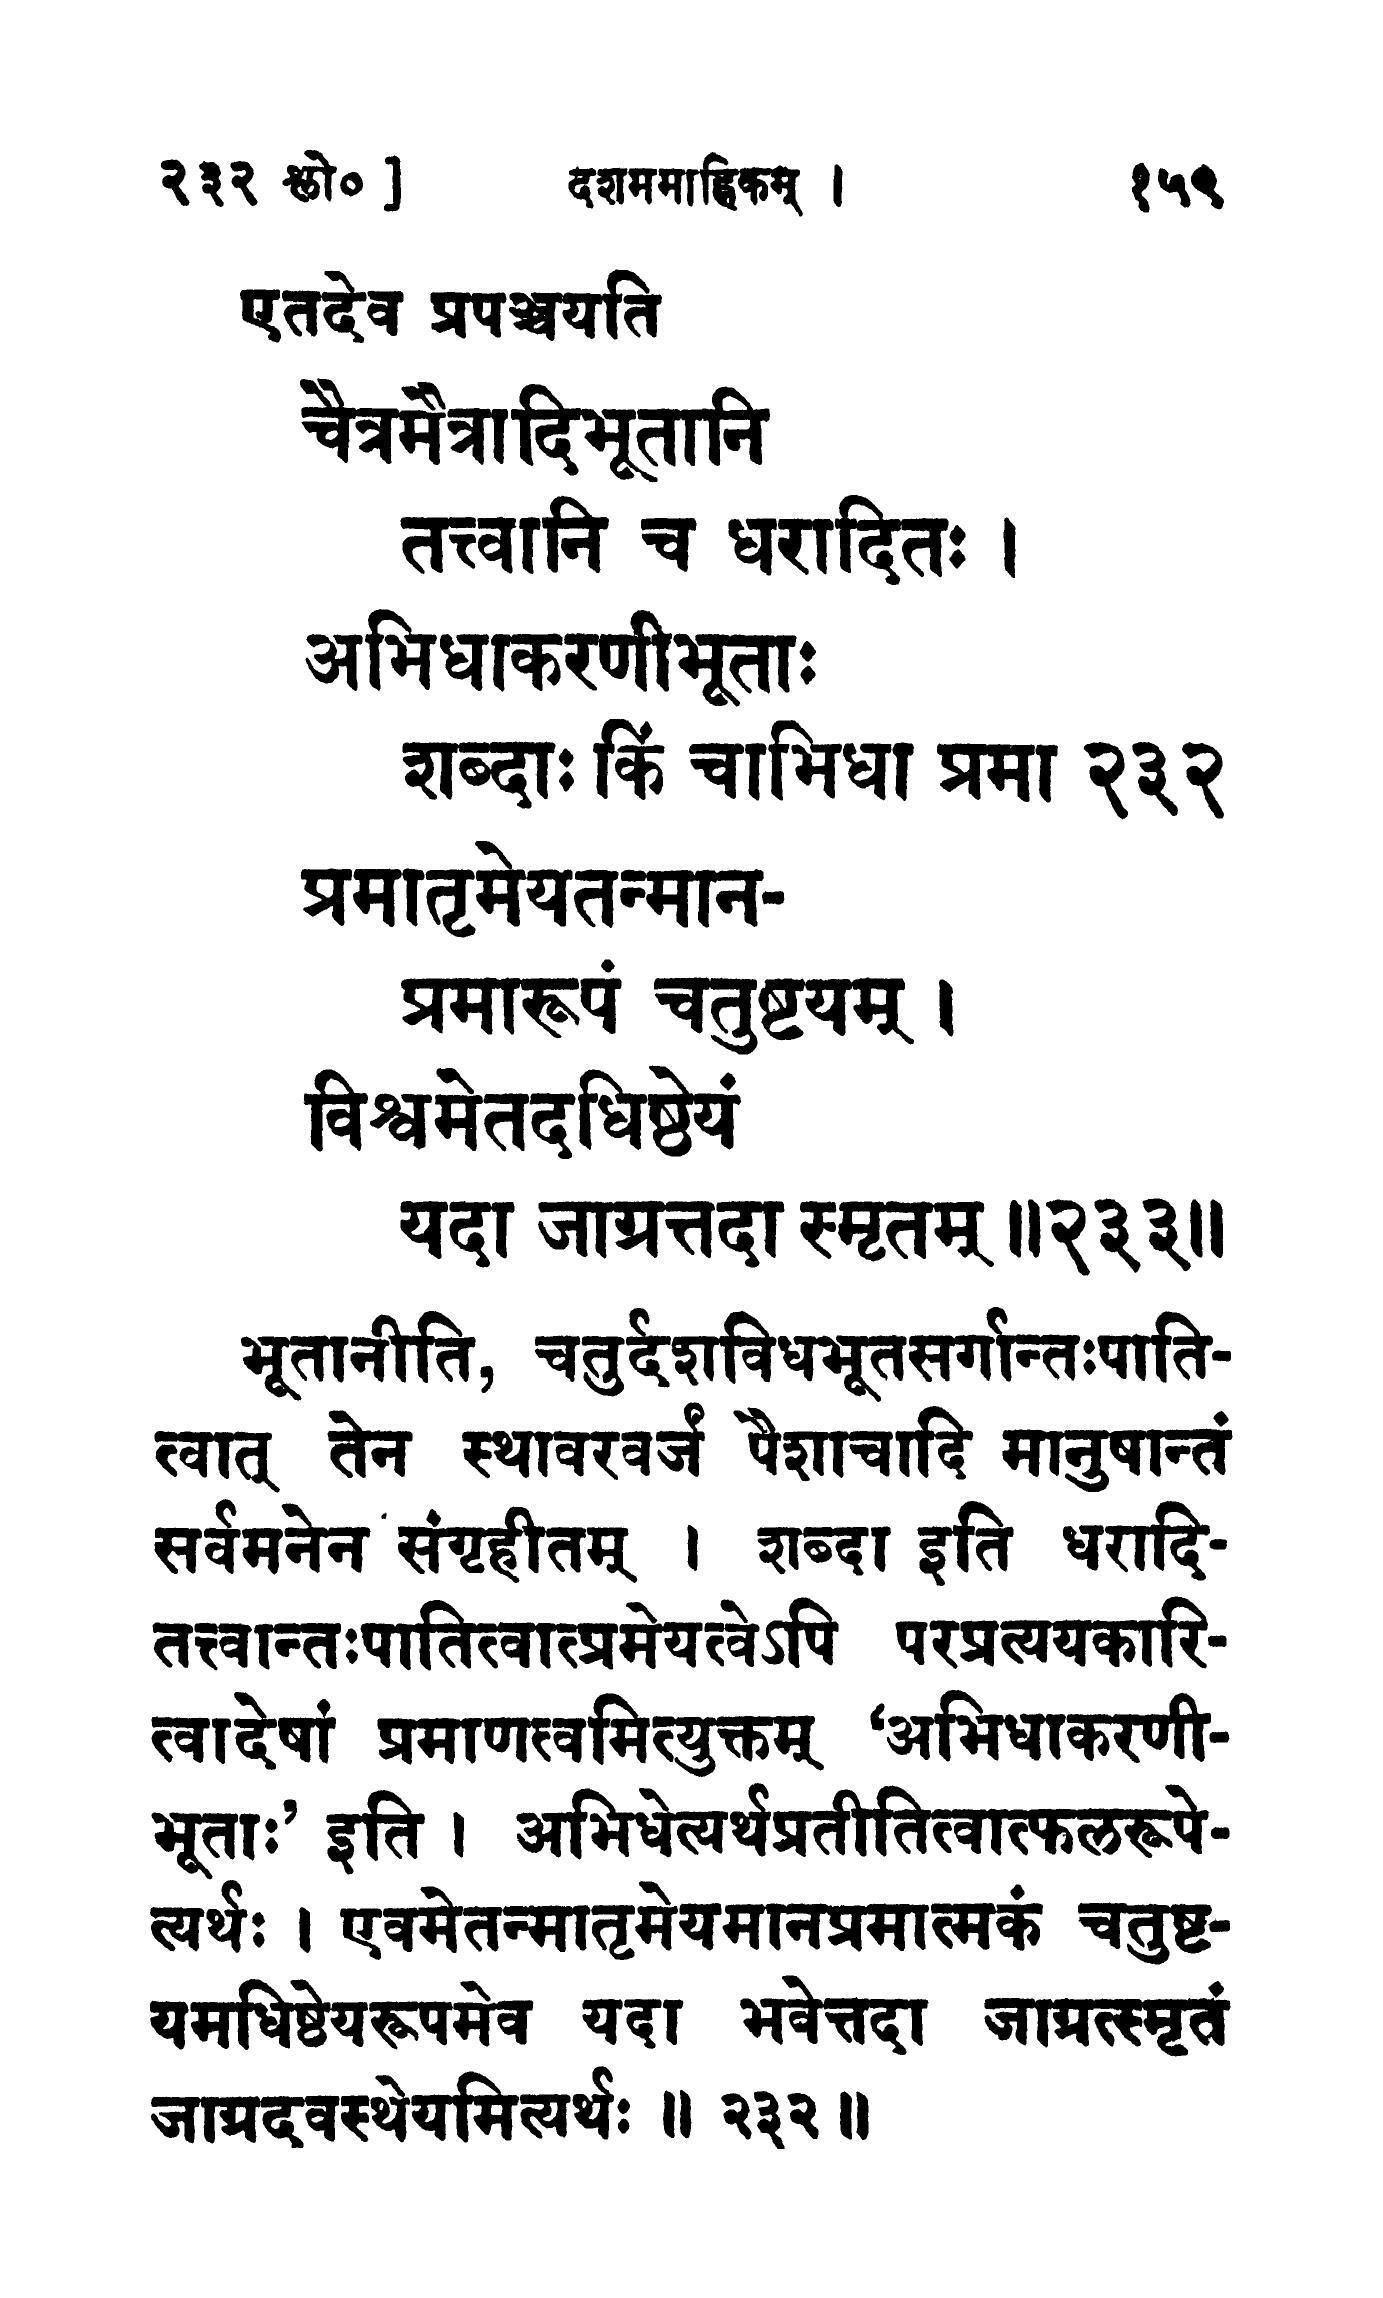 २३२ श्लो० ] दशममाह्निकम् । १५९
एतदेव प्रपञ्चयति
चैत्रमैत्रादिभूतानि
तत्त्वानि च धरादितः ।
अभिधाकरणीभूताः
शब्दाः किं चाभिधा प्रमा २३२
प्रमातृमेयतन्मान-
प्रमारूपं चतुष्टयम् ।
विश्वमेतदधिष्ठेयं
यदा जाग्रत्तदा स्मृतम् ॥२३३॥
भूतानीति, चतुर्दशविधभूतसर्गान्तःपाति-
त्वात् तेन स्थावरवर्जं पैशाचादि मानुषान्तं
सर्वमनेन संगृहीतम् । शब्दा इति धरादि-
तत्त्वान्तःपातित्वात्प्रमेयत्वेऽपि परप्रत्ययकारि-
त्वादेषां प्रमाणत्वमित्युक्तम् ‘अभिधाकरणी-
भूताः’ इति । अभिधेत्यर्थप्रतीतित्वात्फलरूपे-
त्यर्थः । एवमेतन्मातृमेयमानप्रमात्मकं चतुष्ट-
यमधिष्ठेयरूपमेव यदा भवेत्तदा जाग्रत्स्मृतं
जाग्रदवस्थेयमित्यर्थः ॥ २३२ ॥